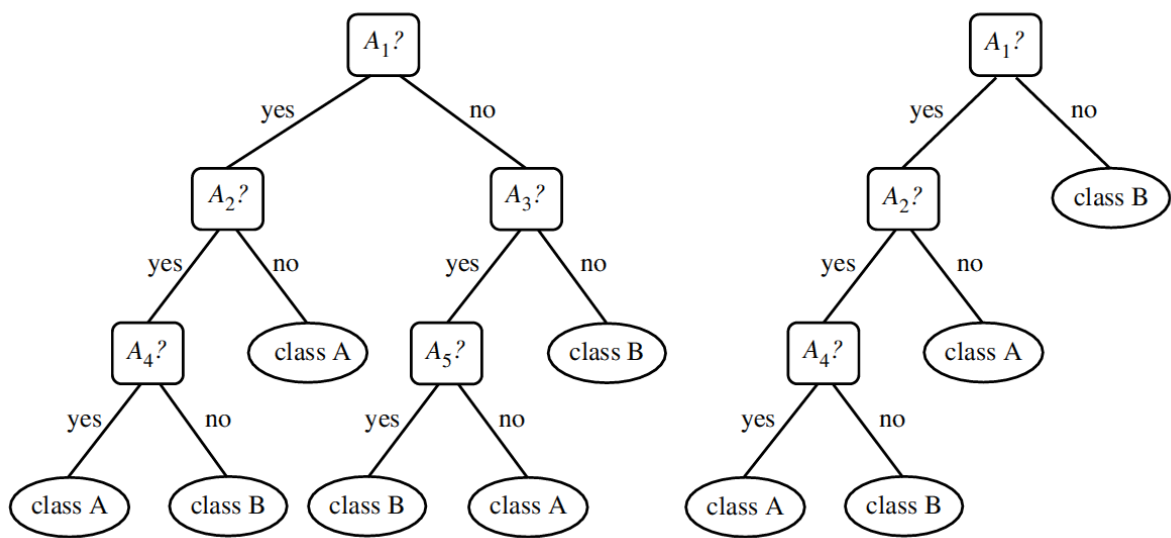 A₁?
yes
no
A₂?
A₃?
yes
no
yes
no
A₄?
class A
A₅?
class B
yes
no
yes
no
class A
class B
class B
class A
A₁?
yes
no
A₂?
class B
yes
no
A₄?
class A
yes
no
class A
class B